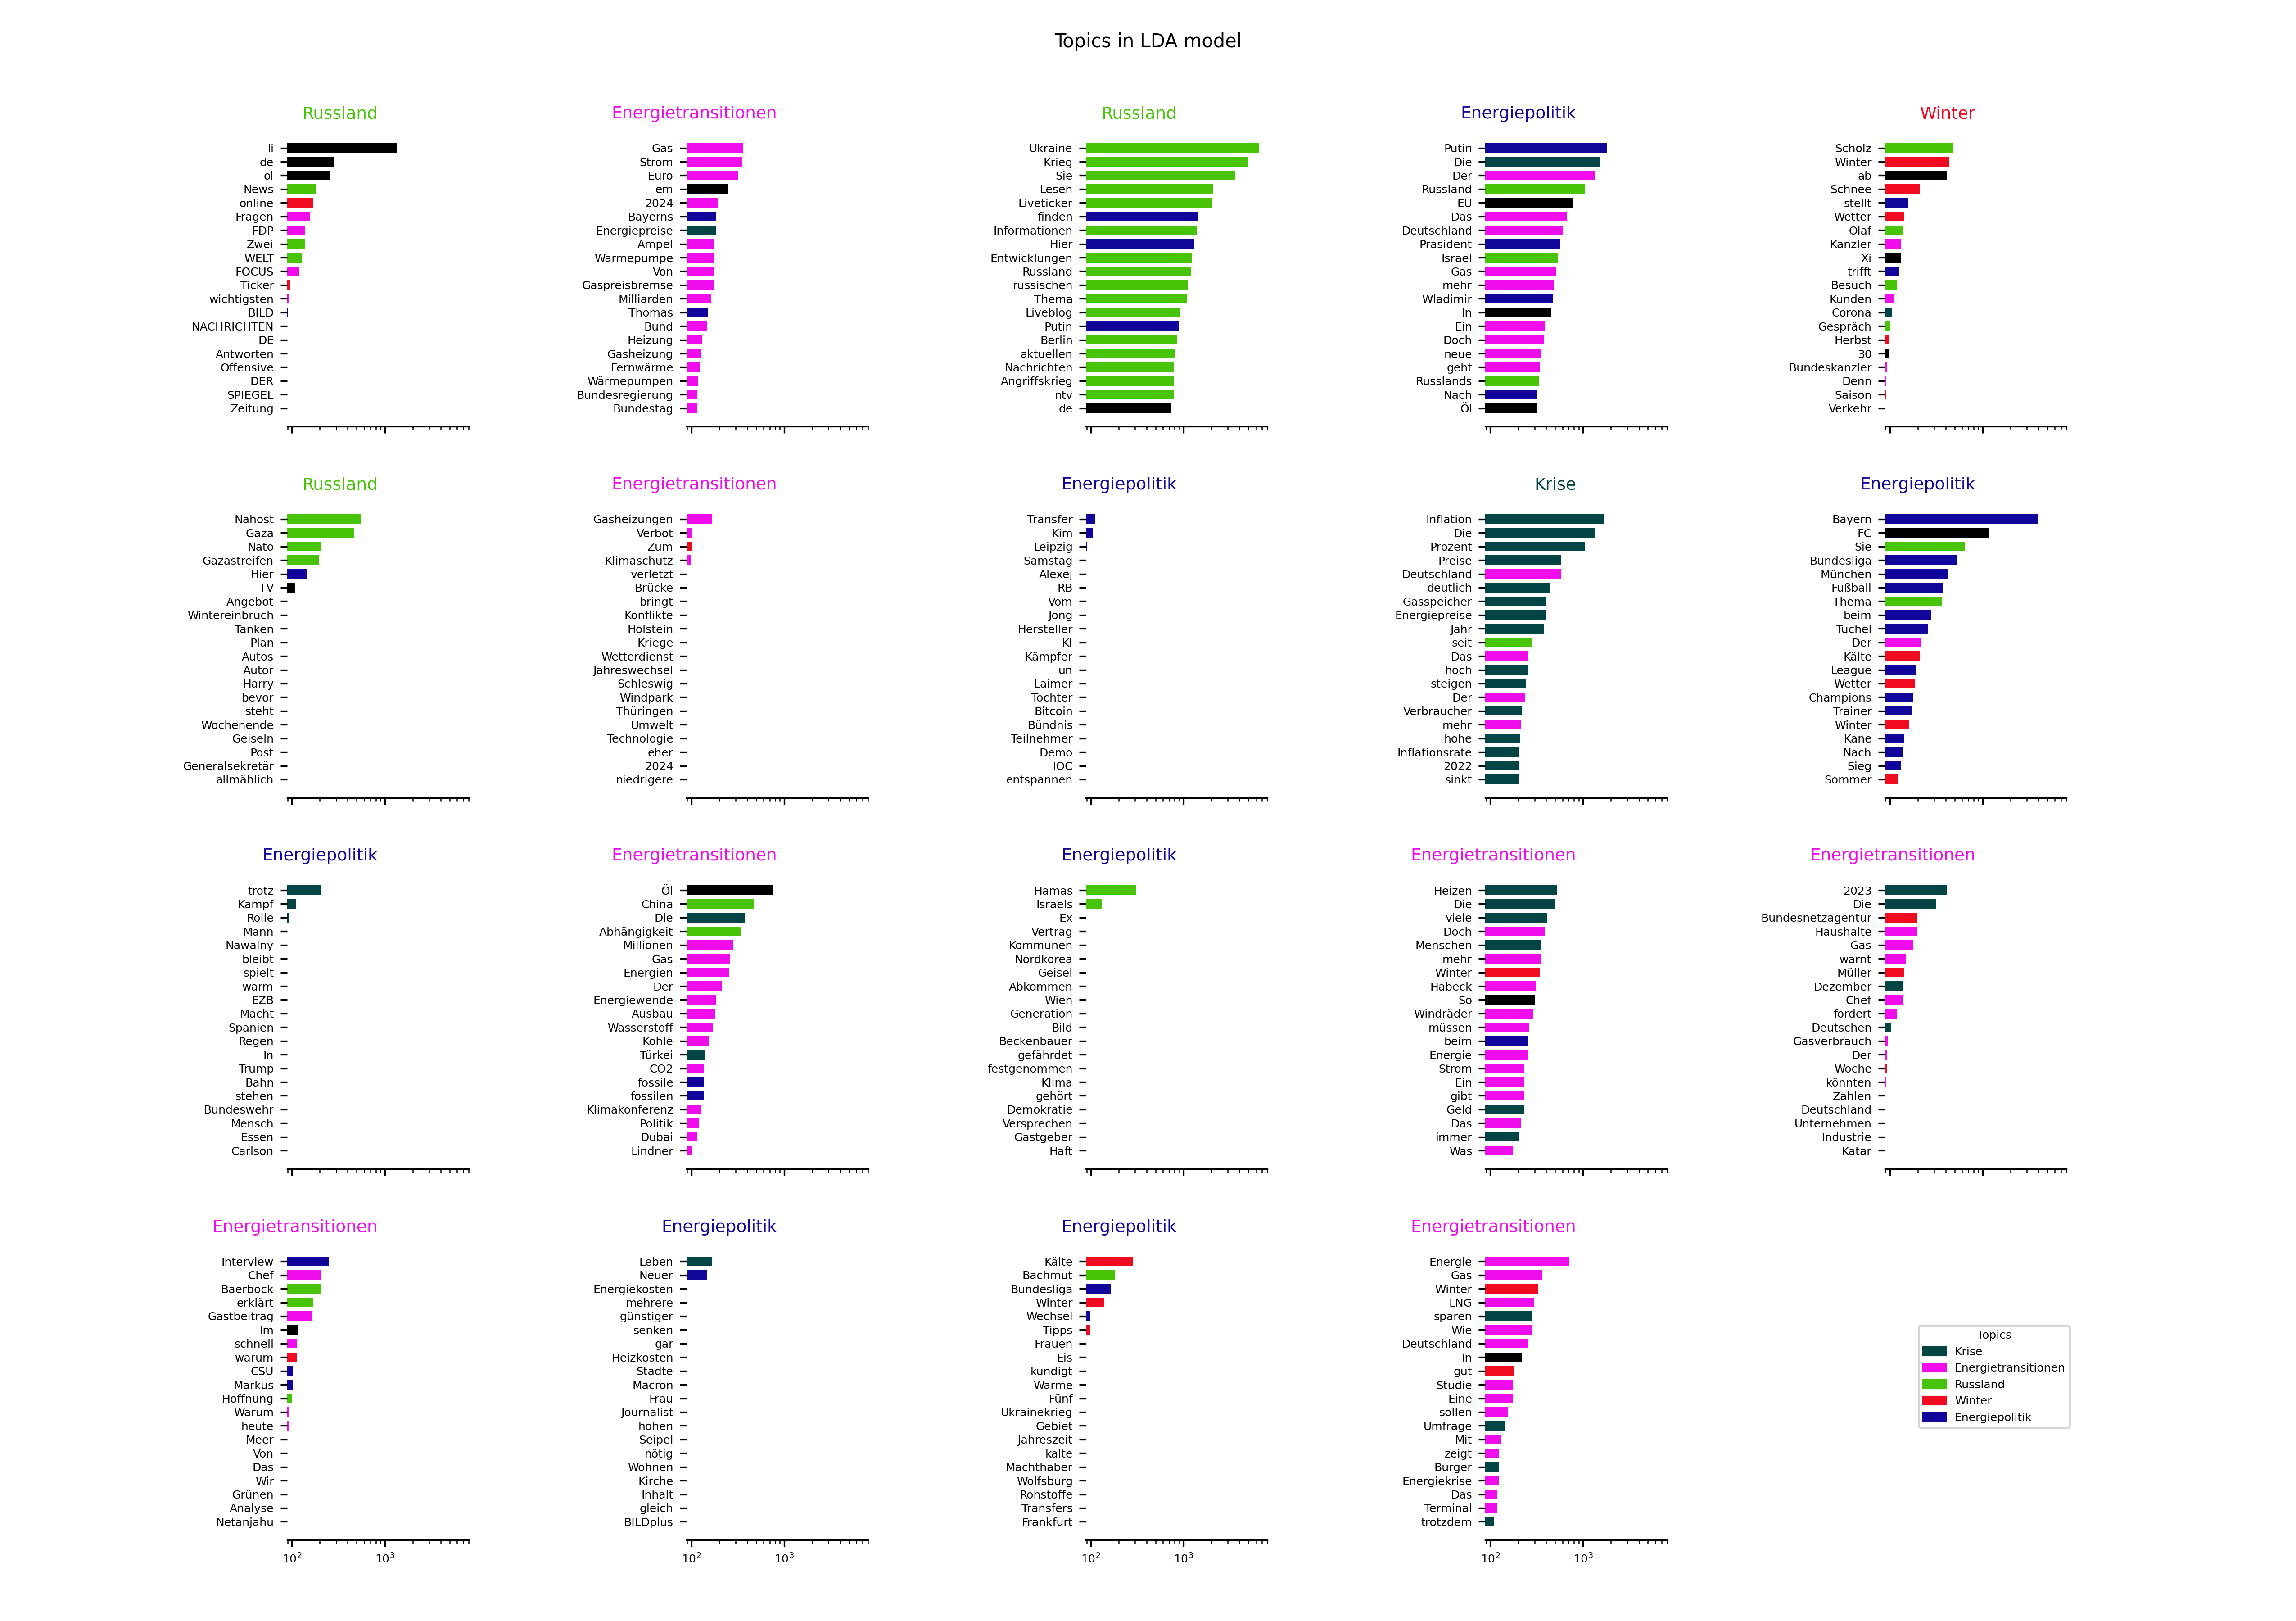 Topics in LDA model
Russland
li
de
ol
News
online
Fragen
FDP
Zwei
WELT
FOCUS
Ticker
wichtigsten
BILD
NACHRICHTEN
DE
Antworten
Offensive
DER
SPIEGEL
Zeitung
Energietransitionen
Gas
Strom
Euro
em
2024
Bayerns
Energiepreise
Ampel
Wärmepumpe
Von
Gaspreisbremse
Milliarden
Thomas
Bund
Heizung
Gasheizung
Fernwärme
Wärmepumpen
Bundesregierung
Bundestag
Russland
Ukraine
Krieg
Sie
Lesen
Liveticker
finden
Informationen
Hier
Entwicklungen
Russland
russischen
Thema
Liveblog
Putin
Berlin
aktuellen
Nachrichten
Angriffskrieg
ntv
de
Energiepolitik
Putin
Die
Der
Russland
EU
Das
Deutschland
Präsident
Israel
Gas
mehr
Wladimir
In
Ein
Doch
neue
geht
Russlands
Nach
Öl
Winter
Scholz
Winter
ab
Schnee
stellt
Wetter
Olaf
Kanzler
Xi
trifft
Besuch
Kunden
Corona
Gespräch
Herbst
30
Bundeskanzler
Denn
Saison
Verkehr
Russland
Nahost
Gaza
Nato
Gazastreifen
Hier
TV
Angebot
Wintereinbruch
Tanken
Plan
Autos
Autor
Harry
bevor
steht
Wochenende
Geiseln
Post
Generalsekretär
allmählich
Energietransitionen
Gasheizungen
Verbot
Zum
Klimaschutz
verletzt
Brücke
bringt
Konflikte
Holstein
Kriege
Wetterdienst
Jahreswechsel
Schleswig
Windpark
Thüringen
Umwelt
Technologie
eher
2024
niedrigere
Energiepolitik
Transfer
Kim
Leipzig
Samstag
Alexej
RB
Vom
Jong
Hersteller
KI
Kämpfer
un
Laimer
Tochter
Bitcoin
Bündnis
Teilnehmer
Demo
IOC
entspannen
Krise
Inflation
Die
Prozent
Preise
Deutschland
deutlich
Gasspeicher
Energiepreise
Jahr
seit
Das
hoch
steigen
Der
Verbraucher
mehr
hohe
Inflationsrate
2022
sinkt
Energiepolitik
Bayern
FC
Sie
Bundesliga
München
Fußball
Thema
beim
Tuchel
Der
Kälte
League
Wetter
Champions
Trainer
Winter
Kane
Nach
Sieg
Sommer
Energiepolitik
trotz
Kampf
Rolle
Mann
Nawalny
bleibt
spielt
warm
EZB
Macht
Spanien
Regen
In
Trump
Bahn
stehen
Bundeswehr
Mensch
Essen
Carlson
Energietransitionen
Öl
China
Die
Abhängigkeit
Millionen
Gas
Energien
Der
Energiewende
Ausbau
Wasserstoff
Kohle
Türkei
CO2
fossile
fossilen
Klimakonferenz
Politik
Dubai
Lindner
Energiepolitik
Hamas
Israels
Ex
Vertrag
Kommunen
Nordkorea
Geisel
Abkommen
Wien
Generation
Bild
Beckenbauer
gefährdet
festgenommen
Klima
gehört
Demokratie
Versprechen
Gastgeber
Haft
Energietransitionen
Heizen
Die
viele
Doch
Menschen
mehr
Winter
Habeck
So
Windräder
müssen
beim
Energie
Strom
Ein
gibt
Geld
Das
immer
Was
Energietransitionen
2023
Die
Bundesnetzagentur
Haushalte
Gas
warnt
Müller
Dezember
Chef
fordert
Deutschen
Gasverbrauch
Der
Woche
könnten
Zahlen
Deutschland
Unternehmen
Industrie
Katar
Energietransitionen
Interview
Chef
Baerbock
erklärt
Gastbeitrag
Im
schnell
warum
CSU
Markus
Hoffnung
Warum
heute
Meer
Von
Das
Wir
Grünen
Analyse
Netanjahu
10² 10³
Energiepolitik
Leben
Neuer
Energiekosten
mehrere
günstiger
senken
gar
Heizkosten
Städte
Macron
Frau
Journalist
hohen
Seipel
nötig
Wohnen
Kirche
Inhalt
gleich
BILDplus
10² 10³
Energiepolitik
Kälte
Bachmut
Bundesliga
Winter
Wechsel
Tipps
Frauen
Eis
kündigt
Wärme
Fünf
Ukrainekrieg
Gebiet
Jahreszeit
kalte
Machthaber
Wolfsburg
Rohstoffe
Transfers
Frankfurt
10² 10³
Energietransitionen
Energie
Gas
Winter
LNG
sparen
Wie
Deutschland
In
gut
Studie
Eine
sollen
Umfrage
Mit
zeigt
Bürger
Energiekrise
Das
Terminal
trotzdem
10² 10³
Topics
Krise
Energietransitionen
Russland
Winter
Energiepolitik